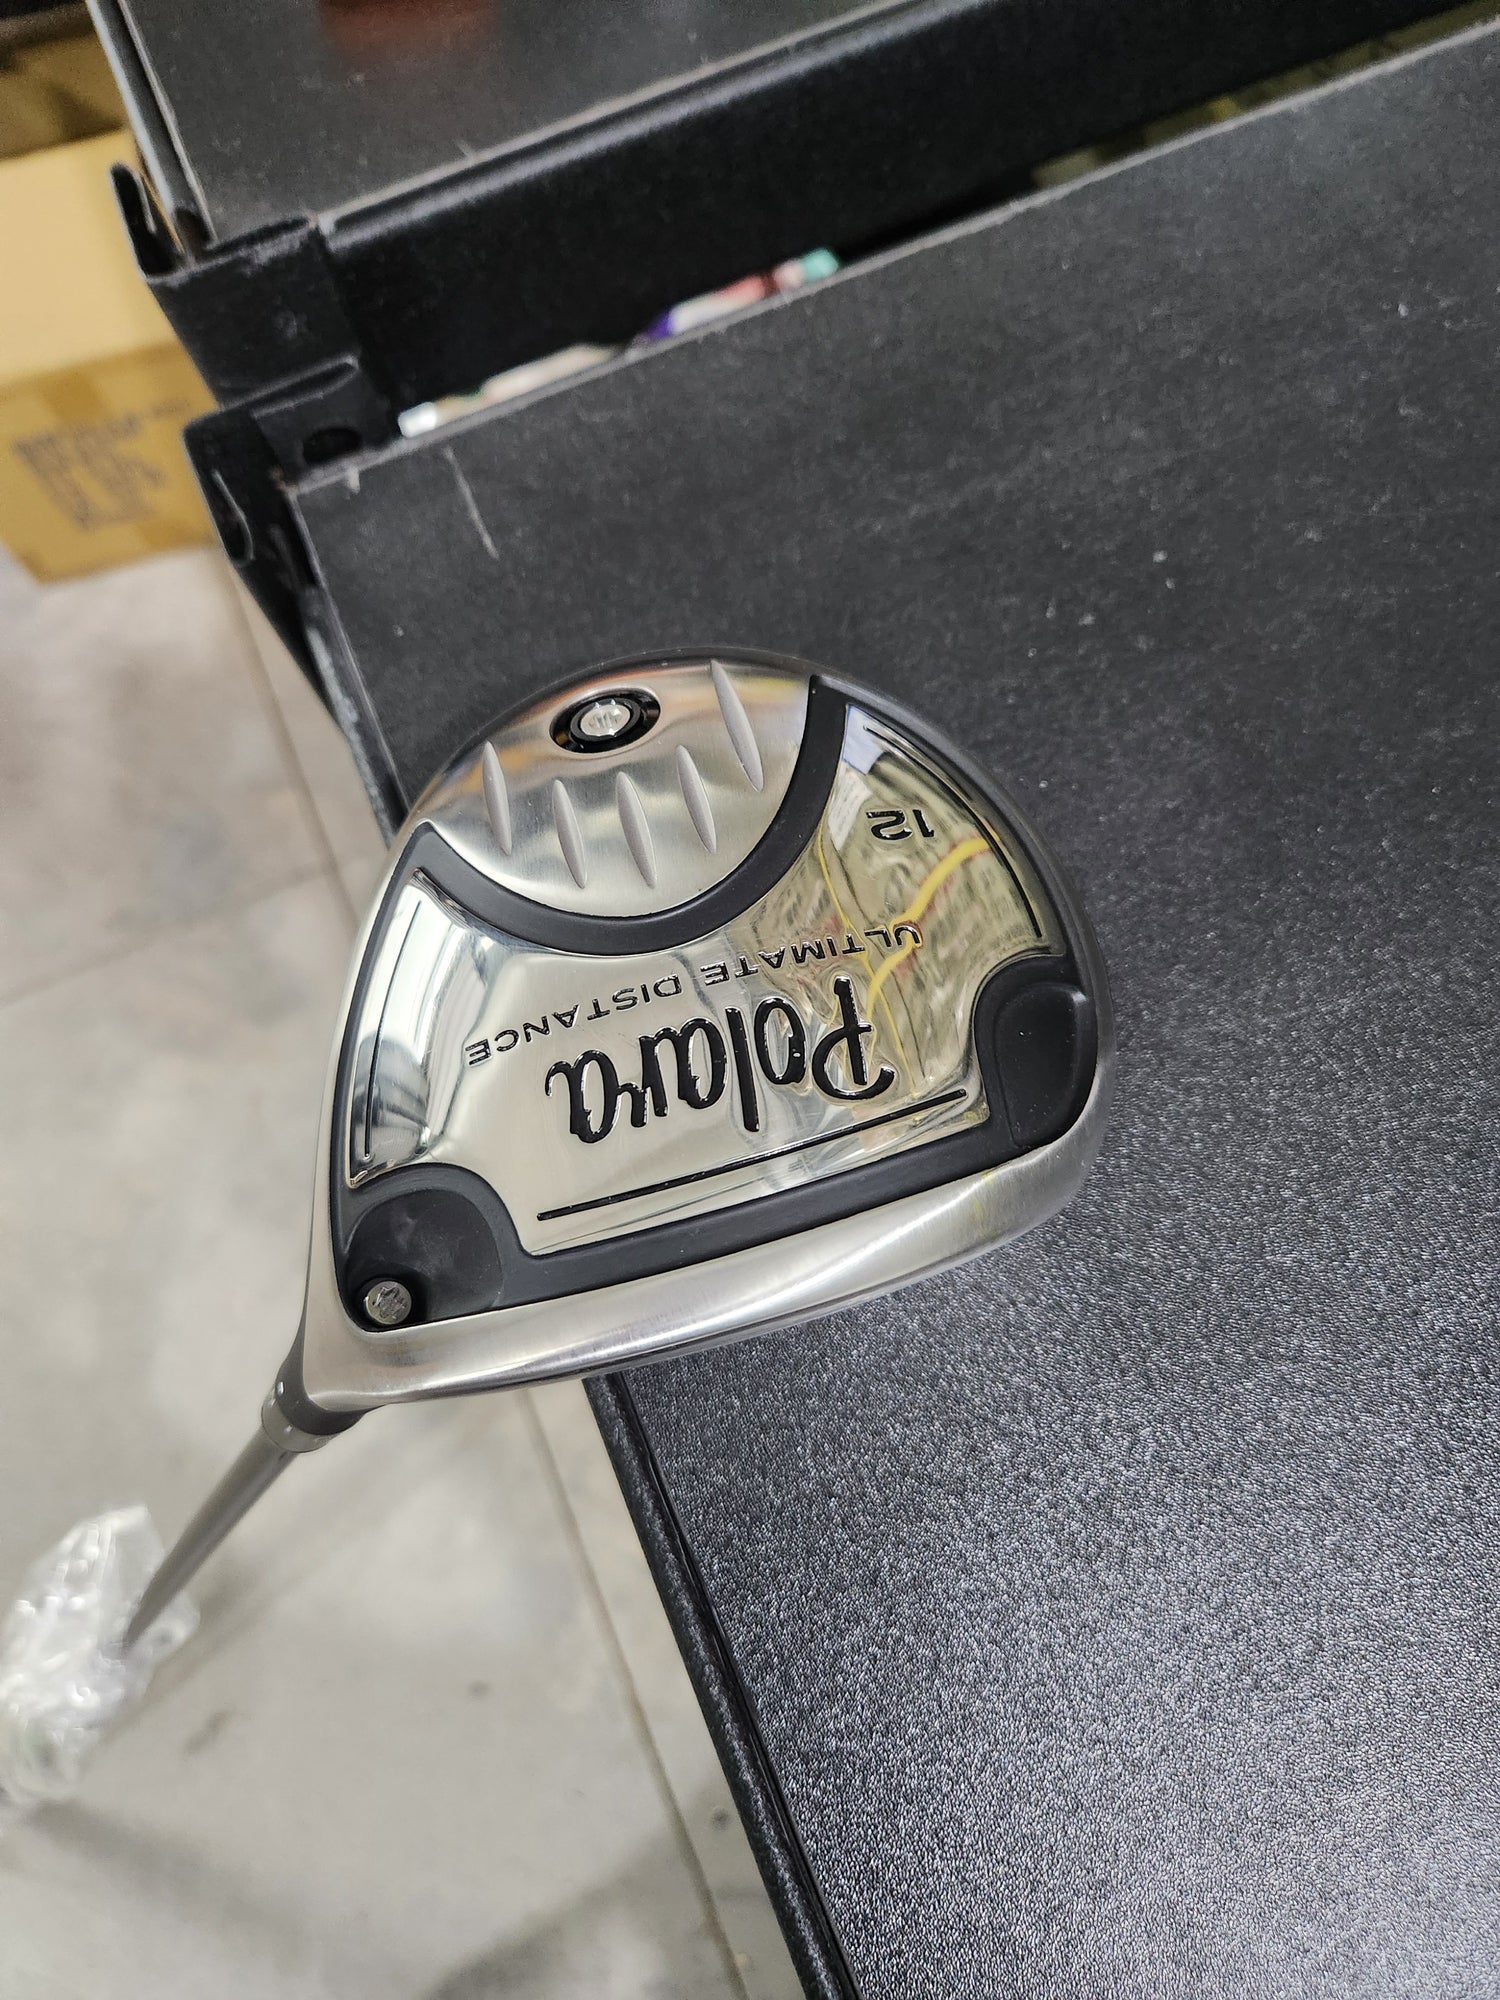 Polara
ULTIMATE DISTANCE
12